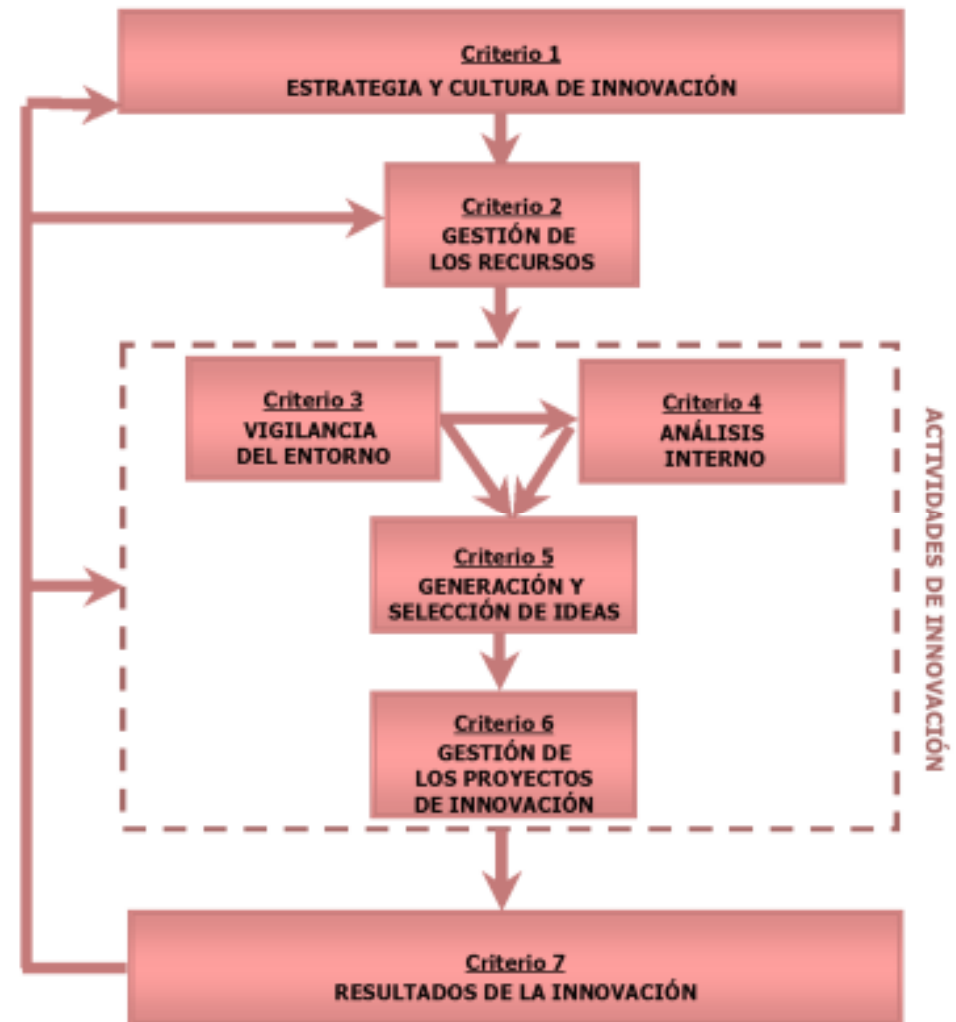 Criterio 1
ESTRATEGIA Y CULTURA DE INNOVACIÓN
Criterio 2
GESTIÓN DE
LOS RECURSOS
Criterio 3
VIGILANCIA
DEL ENTORNO
Criterio 4
ANÁLISIS
INTERNO
Criterio 5
GENERACIÓN Y
SELECCIÓN DE IDEAS
Criterio 6
GESTIÓN DE
LOS PROYECTOS
DE INNOVACIÓN
ACTIVIDADES DE INNOVACIÓN
Criterio 7
RESULTADOS DE LA INNOVACIÓN